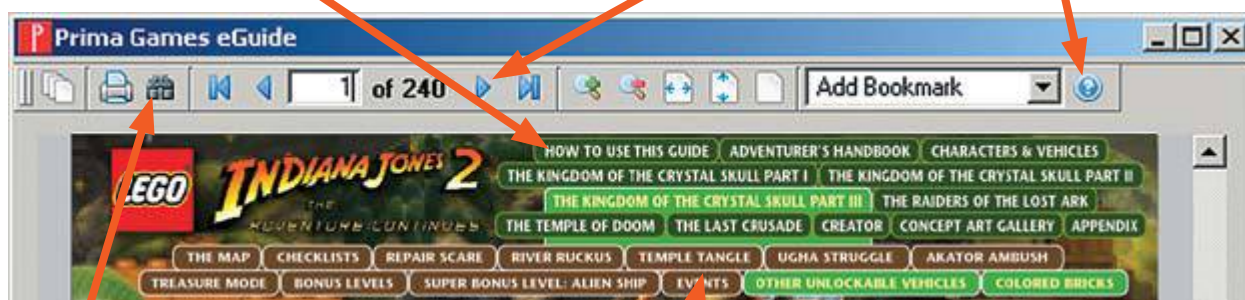 Prima Games eGuide
1 of 240 Add Bookmark
LEGO INDIANA JONES 2
THE
ADVENTURE CONTINUES
HOW TO USE THIS GUIDE ADVENTURER'S HANDBOOK CHARACTERS & VEHICLES
THE KINGDOM OF THE CRYSTAL SKULL PART I THE KINGDOM OF THE CRYSTAL SKULL PART II
THE KINGDOM OF THE CRYSTAL SKULL PART III THE RAIDERS OF THE LOST ARK
THE TEMPLE OF DOOM THE LAST CRUSADE CREATOR CONCEPT ART GALLERY APPENDIX
THE MAP CHECKLISTS REPAIR SCARE RIVER RUCKUS TEMPLE TANGLE UGHA STRUGGLE AKATOR AMBUSH
TREASURE MODE BONUS LEVELS SUPER BONUS LEVEL: ALIEN SHIP EVENTS OTHER UNLOCKABLE VEHICLES COLORED BRICKS